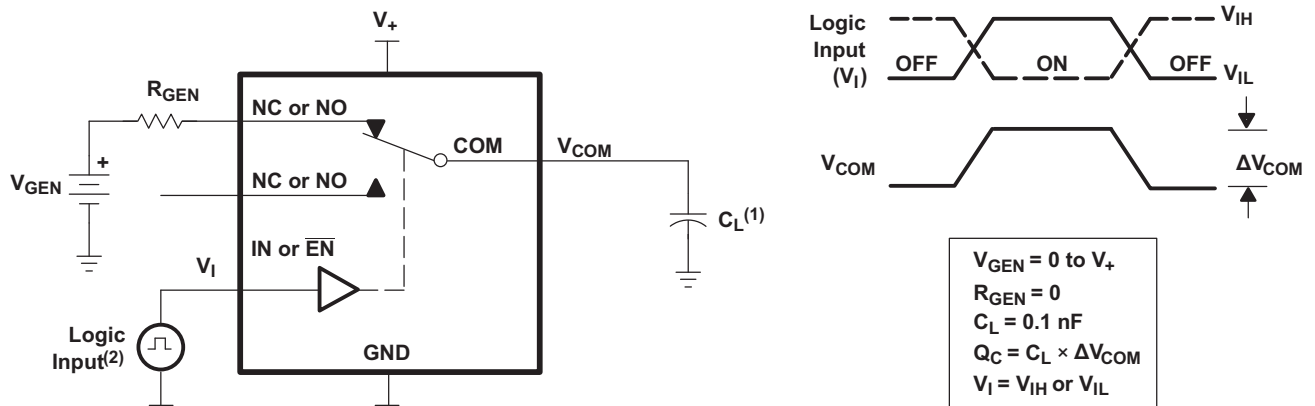 V+
RGEN
NC or NO
COM
VCOM
VGEN
+
NC or NO
CL(1)
IN or E̅N̅
VI
Logic
Input(2)
GND
Logic
Input
(VI)
OFF
ON
OFF
VIH
VIL
VCOM
ΔVCOM
VGEN = 0 to V+
RGEN = 0
CL = 0.1 nF
QC = CL × ΔVCOM
VI = VIH or VIL